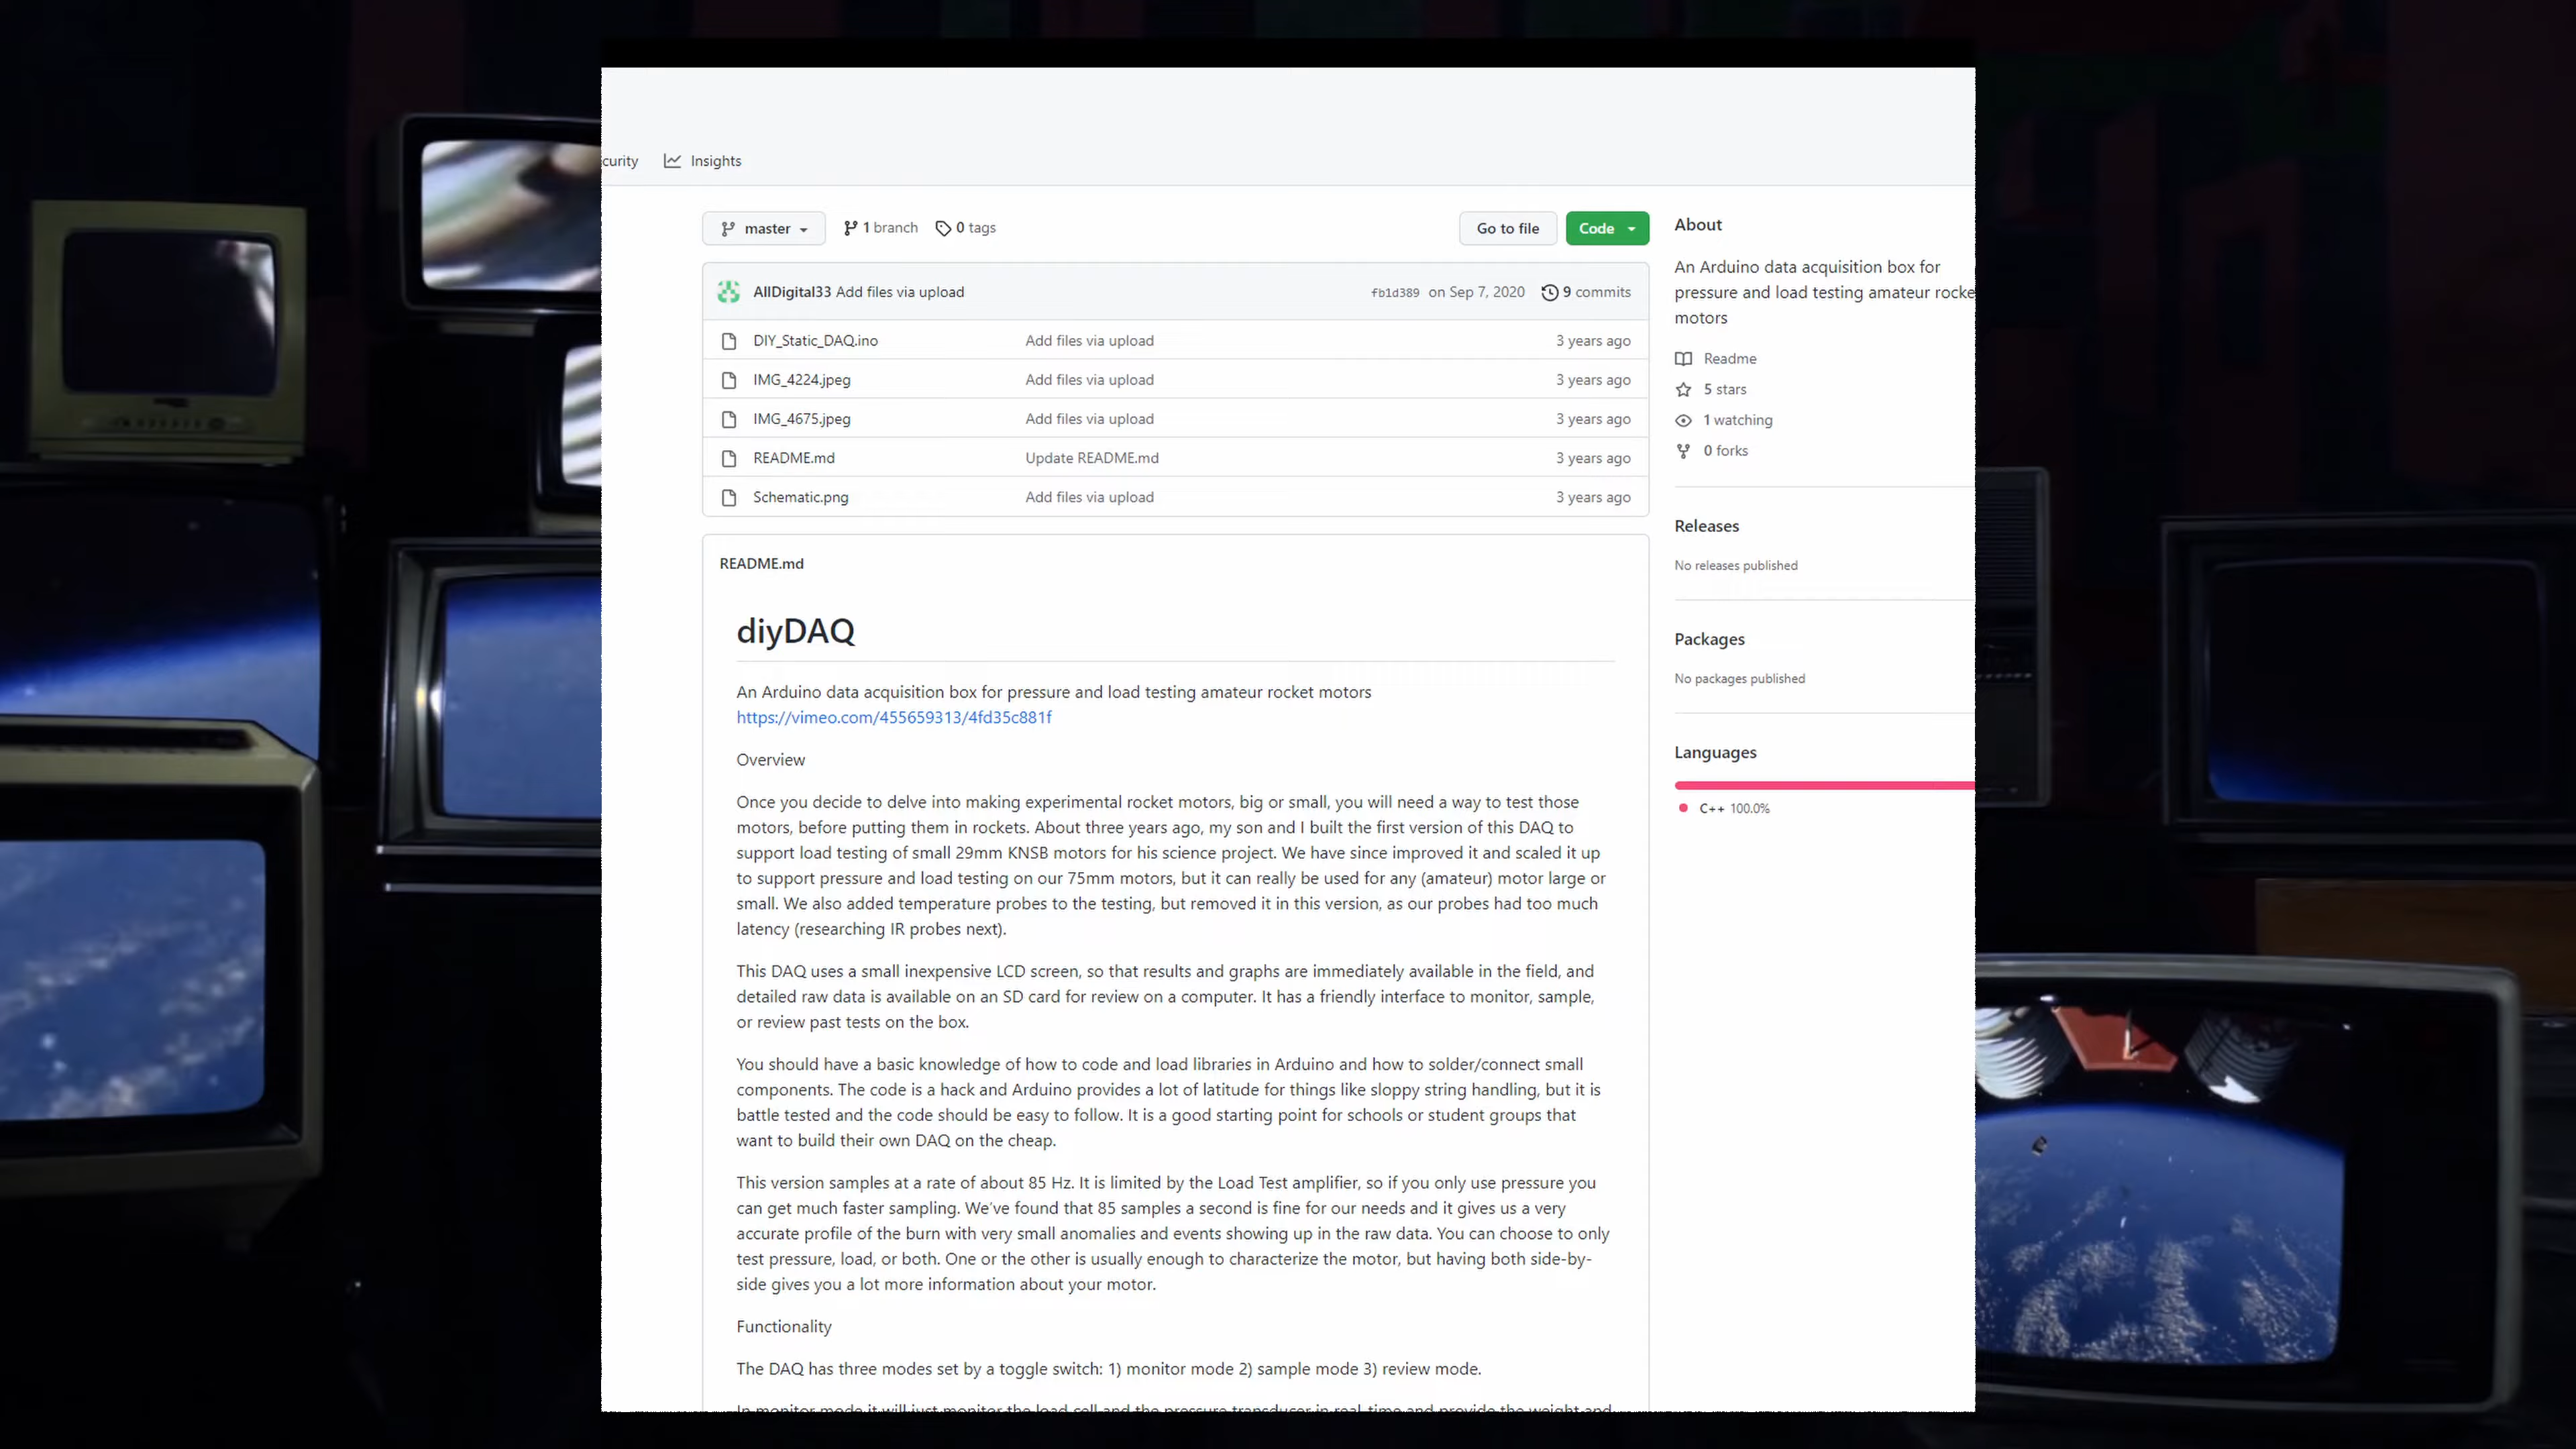 curity Insights
master 1 branch 0 tags Go to file Code
AllDigital33 Add files via upload fb1d389 on Sep 7, 2020 9 commits
DIY_Static_DAQ.ino Add files via upload 3 years ago
IMG_4224.jpeg Add files via upload 3 years ago
IMG_4675.jpeg Add files via upload 3 years ago
README.md Update README.md 3 years ago
Schematic.png Add files via upload 3 years ago
README.md
diyDAQ
An Arduino data acquisition box for pressure and load testing amateur rocket motors
https://vimeo.com/455659313/4fd35c881f
Overview
Once you decide to delve into making experimental rocket motors, big or small, you will need a way to test those
motors, before putting them in rockets. About three years ago, my son and I built the first version of this DAQ to
support load testing of small 29mm KNSB motors for his science project. We have since improved it and scaled it up
to support pressure and load testing on our 75mm motors, but it can really be used for any (amateur) motor large or
small. We also added temperature probes to the testing, but removed it in this version, as our probes had too much
latency (researching IR probes next).
This DAQ uses a small inexpensive LCD screen, so that results and graphs are immediately available in the field, and
detailed raw data is available on an SD card for review on a computer. It has a friendly interface to monitor, sample,
or review past tests on the box.
You should have a basic knowledge of how to code and load libraries in Arduino and how to solder/connect small
components. The code is a hack and Arduino provides a lot of latitude for things like sloppy string handling, but it is
battle tested and the code should be easy to follow. It is a good starting point for schools or student groups that
want to build their own DAQ on the cheap.
This version samples at a rate of about 85 Hz. It is limited by the Load Test amplifier, so if you only use pressure you
can get much faster sampling. We've found that 85 samples a second is fine for our needs and it gives us a very
accurate profile of the burn with very small anomalies and events showing up in the raw data. You can choose to only
test pressure, load, or both. One or the other is usually enough to characterize the motor, but having both side-by-
side gives you a lot more information about your motor.
Functionality
The DAQ has three modes set by a toggle switch: 1) monitor mode 2) sample mode 3) review mode.
In monitor mode it will just monitor the load cell and the pressure transducer in real-time and provide the weight and
About
An Arduino data acquisition box for
pressure and load testing amateur rocke
motors
Readme
5 stars
1 watching
0 forks
Releases
No releases published
Packages
No packages published
Languages
C++ 100.0%